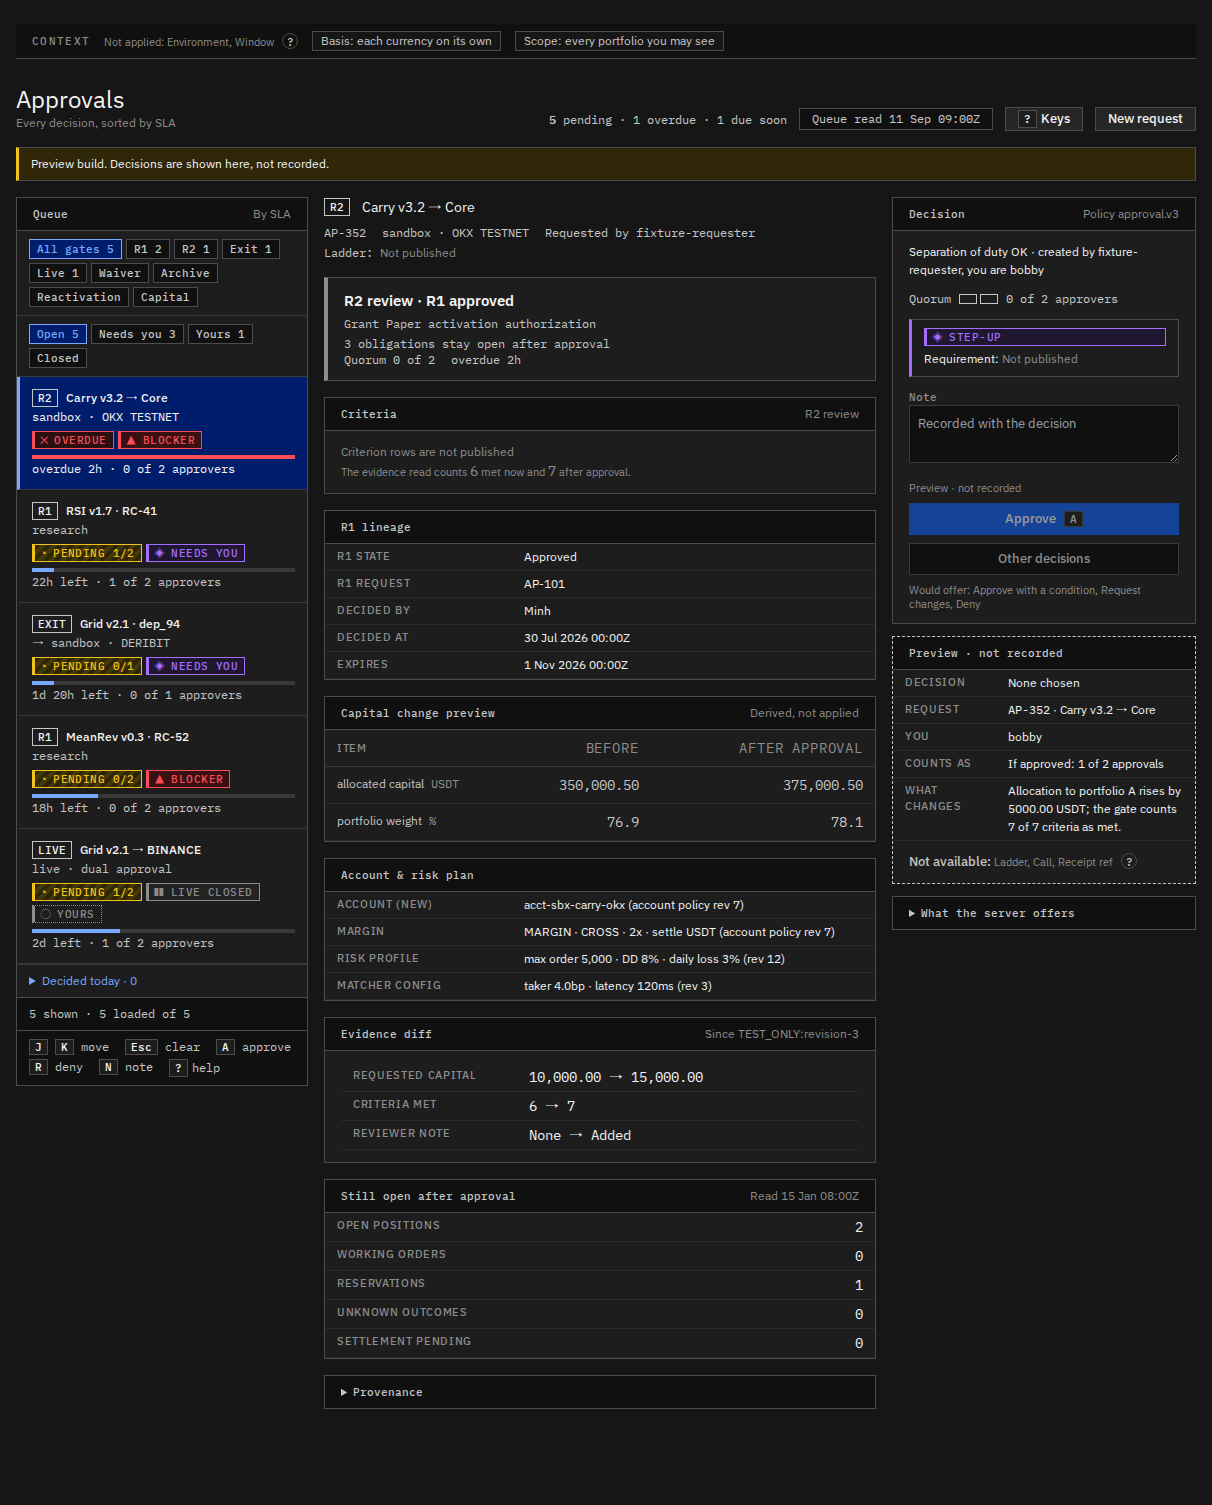 CONTEXT Not applied: Environment, Window ? Basis: each currency on its own Scope: every portfolio you may see
Approvals
Every decision, sorted by SLA
5 pending · 1 overdue · 1 due soon Queue read 11 Sep 09:00Z ? Keys New request
Preview build. Decisions are shown here, not recorded.
Queue By SLA
All gates 5 R1 2 R2 1 Exit 1
Live 1 Waiver Archive
Reactivation Capital
Open 5 Needs you 3 Yours 1
Closed
R2 Carry v3.2 → Core
sandbox · OKX TESTNET
OVERDUE BLOCKER
overdue 2h · 0 of 2 approvers
R1 RSI v1.7 · RC-41
research
PENDING 1/2 NEEDS YOU
22h left · 1 of 2 approvers
EXIT Grid v2.1 · dep_94
→ sandbox · DERIBIT
PENDING 0/1 NEEDS YOU
1d 20h left · 0 of 1 approvers
R1 MeanRev v0.3 · RC-52
research
PENDING 0/2 BLOCKER
18h left · 0 of 2 approvers
LIVE Grid v2.1 → BINANCE
live · dual approval
PENDING 1/2 LIVE CLOSED
YOURS
2d left · 1 of 2 approvers
Decided today · 0
5 shown · 5 loaded of 5
J K move Esc clear A approve
R deny N note ? help
R2 Carry v3.2 → Core
AP-352 sandbox · OKX TESTNET Requested by fixture-requester
Ladder: Not published
R2 review · R1 approved
Grant Paper activation authorization
3 obligations stay open after approval
Quorum 0 of 2 overdue 2h
Criteria R2 review
Criterion rows are not published
The evidence read counts 6 met now and 7 after approval.
R1 lineage
R1 STATE Approved
R1 REQUEST AP-101
DECIDED BY Minh
DECIDED AT 30 Jul 2026 00:00Z
EXPIRES 1 Nov 2026 00:00Z
Capital change preview Derived, not applied
ITEM BEFORE AFTER APPROVAL
allocated capital USDT 350,000.50 375,000.50
portfolio weight % 76.9 78.1
Account & risk plan
ACCOUNT (NEW) acct-sbx-carry-okx (account policy rev 7)
MARGIN MARGIN · CROSS · 2x · settle USDT (account policy rev 7)
RISK PROFILE max order 5,000 · DD 8% · daily loss 3% (rev 12)
MATCHER CONFIG taker 4.0bp · latency 120ms (rev 3)
Evidence diff Since TEST_ONLY:revision-3
REQUESTED CAPITAL 10,000.00 → 15,000.00
CRITERIA MET 6 → 7
REVIEWER NOTE None → Added
Still open after approval Read 15 Jan 08:00Z
OPEN POSITIONS 2
WORKING ORDERS 0
RESERVATIONS 1
UNKNOWN OUTCOMES 0
SETTLEMENT PENDING 0
Provenance
Decision Policy approval.v3
Separation of duty OK · created by fixture-
requester, you are bobby
Quorum 0 of 2 approvers
STEP-UP
Requirement: Not published
Note
Recorded with the decision
Preview · not recorded
Approve A
Other decisions
Would offer: Approve with a condition, Request
changes, Deny
Preview · not recorded
DECISION None chosen
REQUEST AP-352 · Carry v3.2 → Core
YOU bobby
COUNTS AS If approved: 1 of 2 approvals
WHAT CHANGES Allocation to portfolio A rises by
5000.00 USDT; the gate counts
7 of 7 criteria as met.
Not available: Ladder, Call, Receipt ref ?
What the server offers